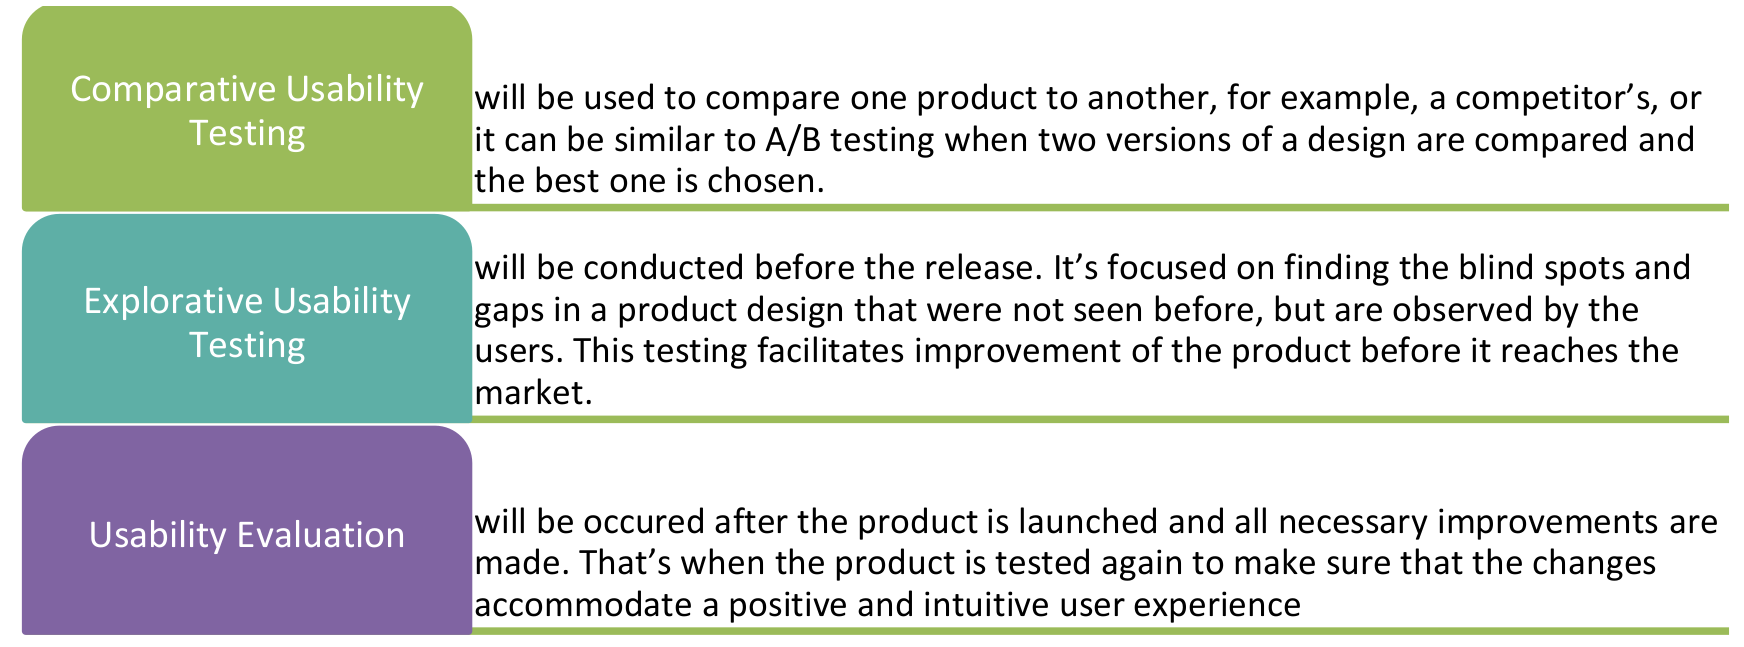 Comparative Usability
Testing
will be used to compare one product to another, for example, a competitor’s, or
it can be similar to A/B testing when two versions of a design are compared and
the best one is chosen.
Explorative Usability
Testing
will be conducted before the release. It’s focused on finding the blind spots and
gaps in a product design that were not seen before, but are observed by the
users. This testing facilitates improvement of the product before it reaches the
market.
Usability Evaluation
will be occured after the product is launched and all necessary improvements are
made. That’s when the product is tested again to make sure that the changes
accommodate a positive and intuitive user experience